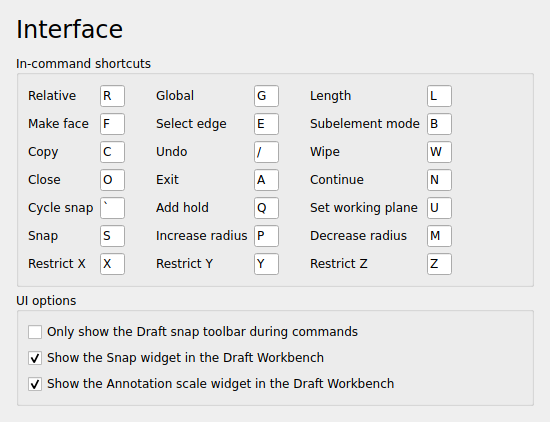 Interface
In-command shortcuts
Relative R Global G Length L
Make face F Select edge E Subelement mode B
Copy C Undo / Wipe W
Close O Exit A Continue N
Cycle snap ` Add hold Q Set working plane U
Snap S Increase radius P Decrease radius M
Restrict X X Restrict Y Y Restrict Z Z
UI options
Only show the Draft snap toolbar during commands
Show the Snap widget in the Draft Workbench
Show the Annotation scale widget in the Draft Workbench